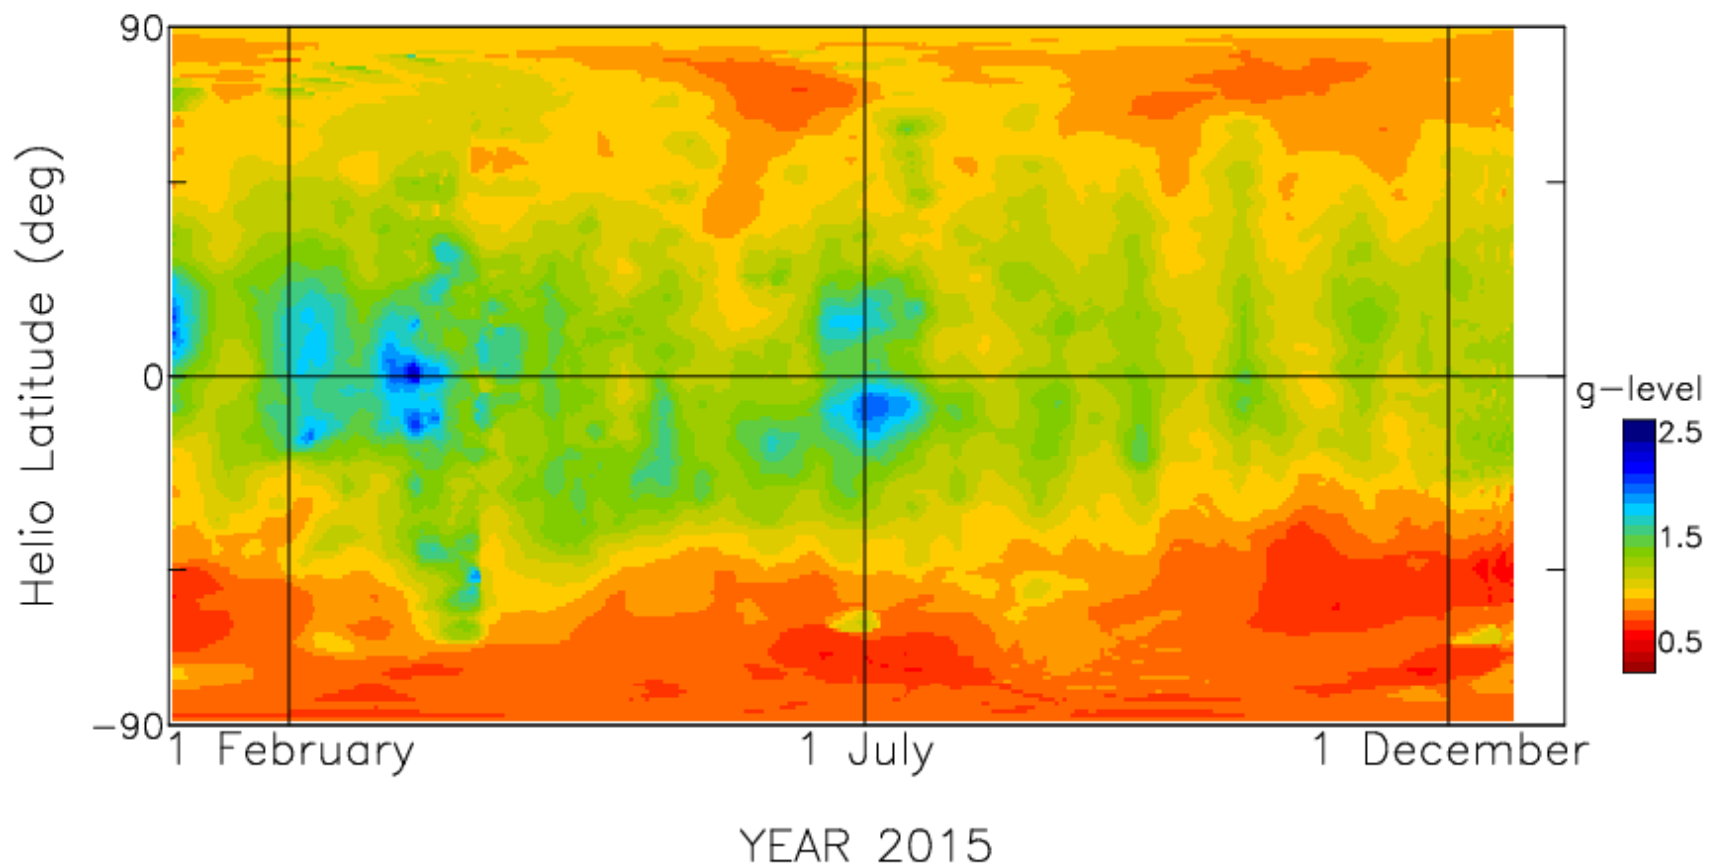 90
Helio Latitude (deg)
0
g-level
2.5
1.5
0.5
-90
1 February
1 July
1 December
YEAR 2015